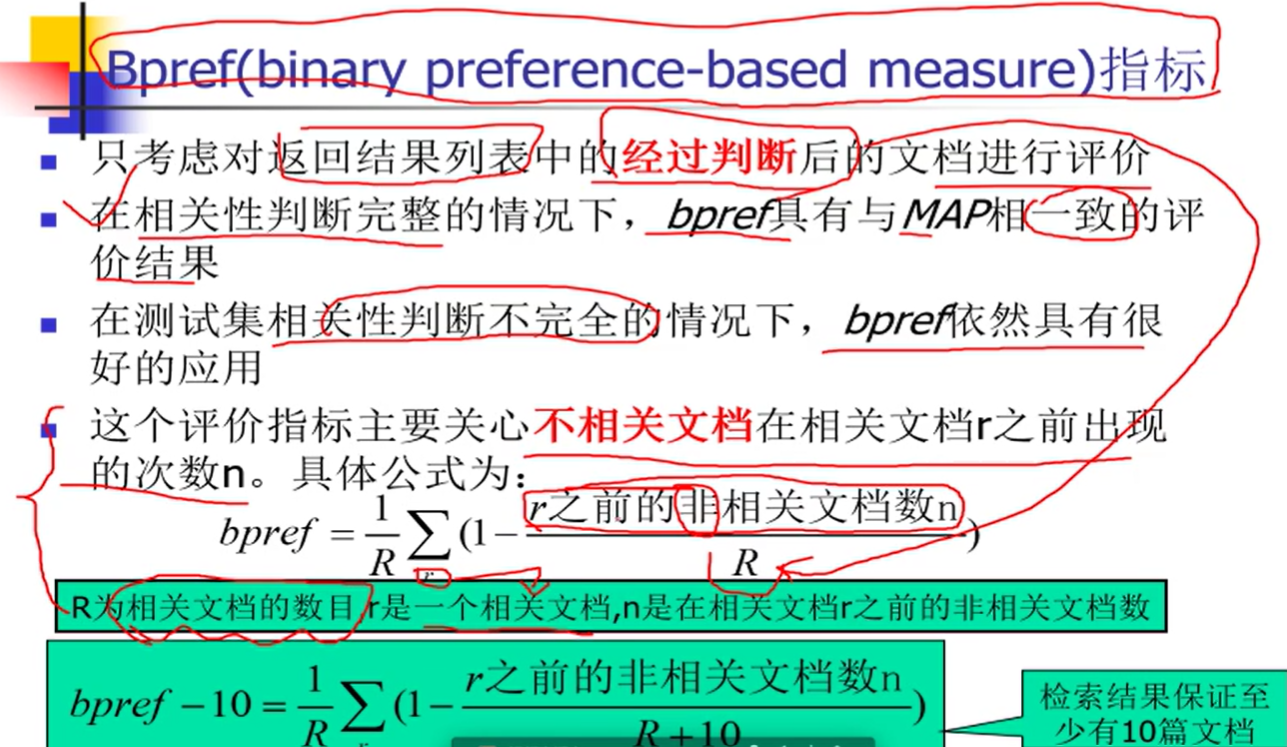 Bpref(binary preference-based measure)指标
只考虑对返回结果列表中的经过判断后的文档进行评价
在相关性判断完整的情况下，bpref具有与MAP相一致的评
价结果
在测试集相关性判断不完全的情况下，bpref依然具有很
好的应用
这个评价指标主要关心不相关文档在相关文档r之前出现
的次数n。具体公式为：
bpref = 1/R ∑r (1 − r之前的非相关文档数n/R)
R为相关文档的数目,r是一个相关文档,n是在相关文档r之前的非相关文档数
bpref − 10 = 1/R ∑r (1 − r之前的非相关文档数n/R + 10)
检索结果保证至
少有10篇文档